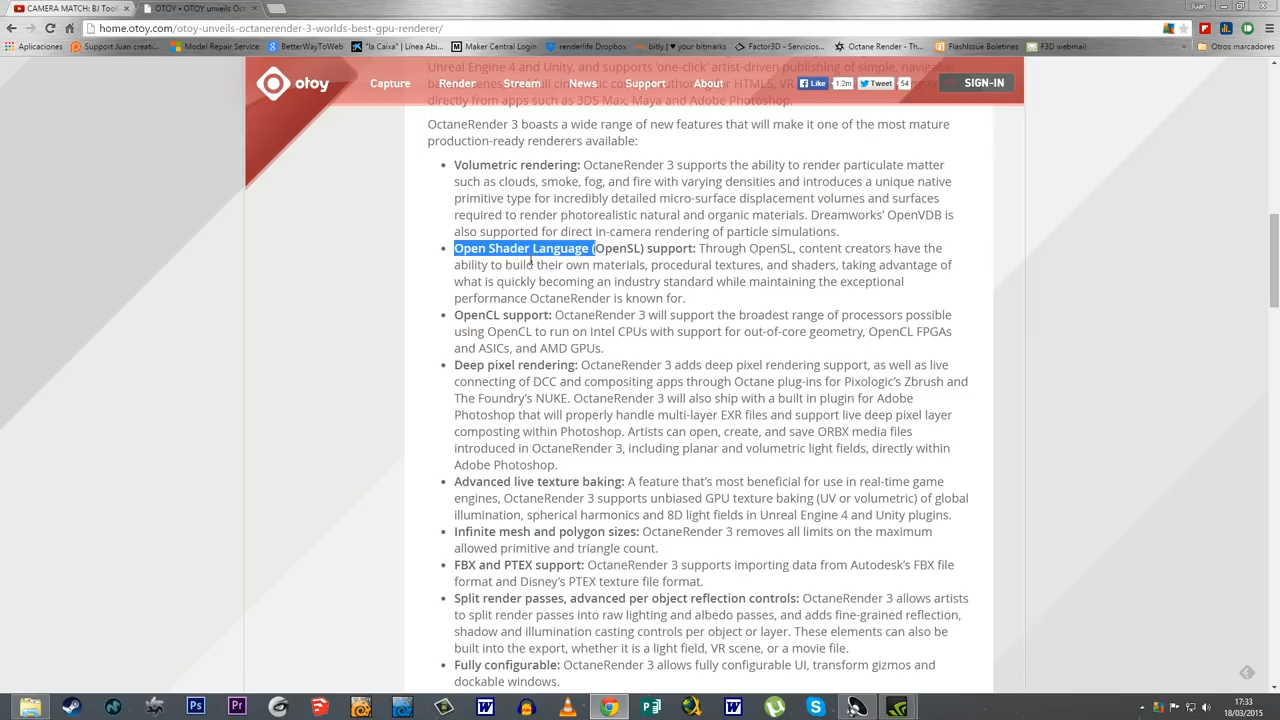 CAMERA MATCH: BJ Tool
OTOY • OTOY unveils Oct
home.otoy.com/otoy-unveils-octanerender-3-worlds-best-gpu-renderer/
Aplicaciones
Support Juan creati...
Model Repair Service
BetterWayToWeb
"la Caixa" | Línea Abi...
Maker Central Login
renderlife Dropbox
bitly | ♥ your bitmarks
Factor3D - Servicios...
Octane Render - Th...
FlashIssue Boletines
F3D webmail
Otros marcadores
Unreal Engine 4 and Unity, and supports 'one-click' artist-driven publishing of simple, navigable
otoy
Capture
Render
Stream
News
Support
About
Like
1.2m
Tweet
54
SIGN-IN
directly from apps such as 3DS Max, Maya and Adobe Photoshop.
OctaneRender 3 boasts a wide range of new features that will make it one of the most mature
production-ready renderers available:
• Volumetric rendering: OctaneRender 3 supports the ability to render particulate matter
such as clouds, smoke, fog, and fire with varying densities and introduces a unique native
primitive type for incredibly detailed micro-surface displacement volumes and surfaces
required to render photorealistic natural and organic materials. Dreamworks' OpenVDB is
also supported for direct in-camera rendering of particle simulations.
• Open Shader Language (OpenSL) support: Through OpenSL, content creators have the
ability to build their own materials, procedural textures, and shaders, taking advantage of
what is quickly becoming an industry standard while maintaining the exceptional
performance OctaneRender is known for.
• OpenCL support: OctaneRender 3 will support the broadest range of processors possible
using OpenCL to run on Intel CPUs with support for out-of-core geometry, OpenCL FPGAs
and ASICs, and AMD GPUs.
• Deep pixel rendering: OctaneRender 3 adds deep pixel rendering support, as well as live
connecting of DCC and compositing apps through Octane plug-ins for Pixologic's Zbrush and
The Foundry's NUKE. OctaneRender 3 will also ship with a built in plugin for Adobe
Photoshop that will properly handle multi-layer EXR files and support live deep pixel layer
composting within Photoshop. Artists can open, create, and save ORBX media files
introduced in OctaneRender 3, including planar and volumetric light fields, directly within
Adobe Photoshop.
• Advanced live texture baking: A feature that's most beneficial for use in real-time game
engines, OctaneRender 3 supports unbiased GPU texture baking (UV or volumetric) of global
illumination, spherical harmonics and 8D light fields in Unreal Engine 4 and Unity plugins.
• Infinite mesh and polygon sizes: OctaneRender 3 removes all limits on the maximum
allowed primitive and triangle count.
• FBX and PTEX support: OctaneRender 3 supports importing data from Autodesk's FBX file
format and Disney's PTEX texture file format.
• Split render passes, advanced per object reflection controls: OctaneRender 3 allows artists
to split render passes into raw lighting and albedo passes, and adds fine-grained reflection,
shadow and illumination casting controls per object or layer. These elements can also be
built into the export, whether it is a light field, VR scene, or a movie file.
• Fully configurable: OctaneRender 3 allows fully configurable UI, transform gizmos and
dockable windows.
17:33
18/03/2015